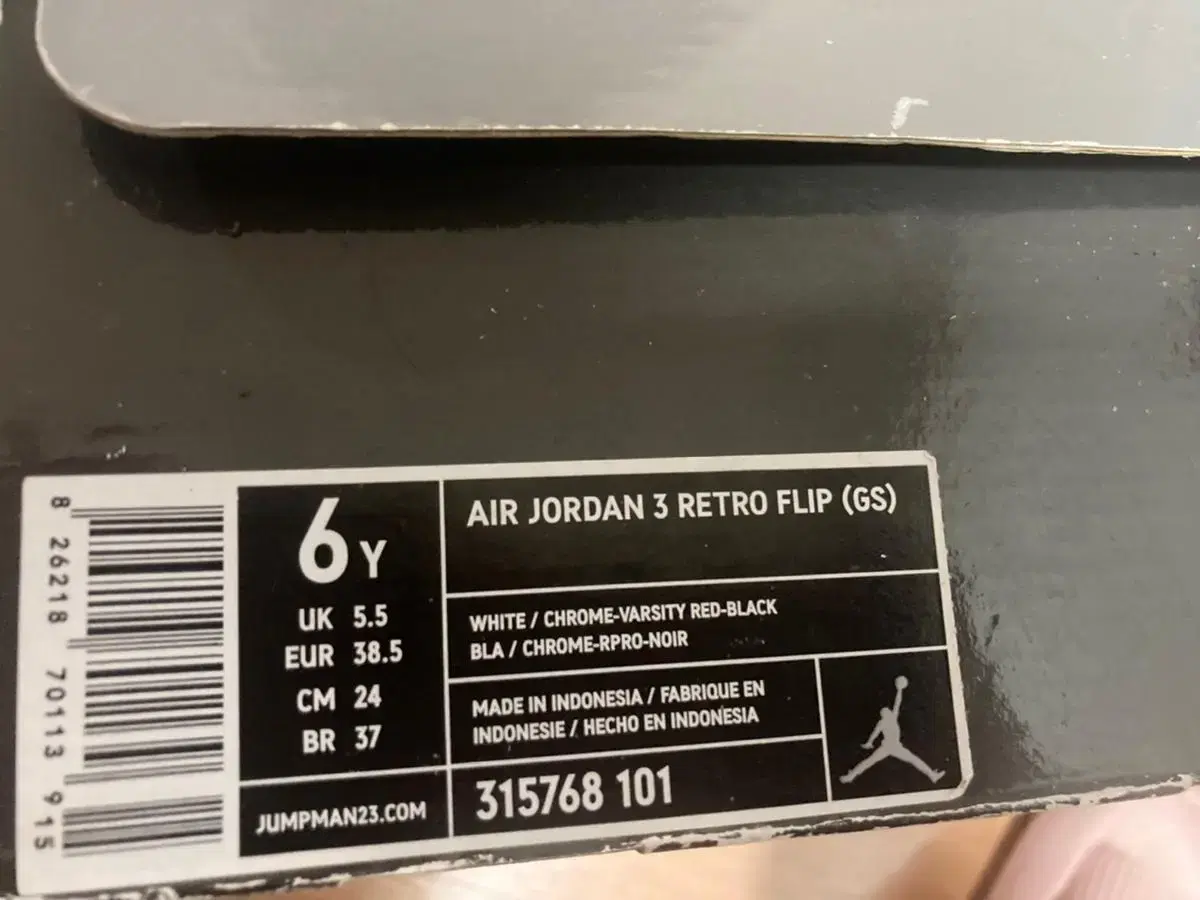 8 26218 70113 9 15
6 Y
UK 5.5
EUR 38.5
CM 24
BR 37
JUMPMAN23.COM
AIR JORDAN 3 RETRO FLIP (GS)
WHITE / CHROME-VARSITY RED-BLACK
BLA / CHROME-RPRO-NOIR
MADE IN INDONESIA / FABRIQUE EN
INDONESIE / HECHO EN INDONESIA
315768 101